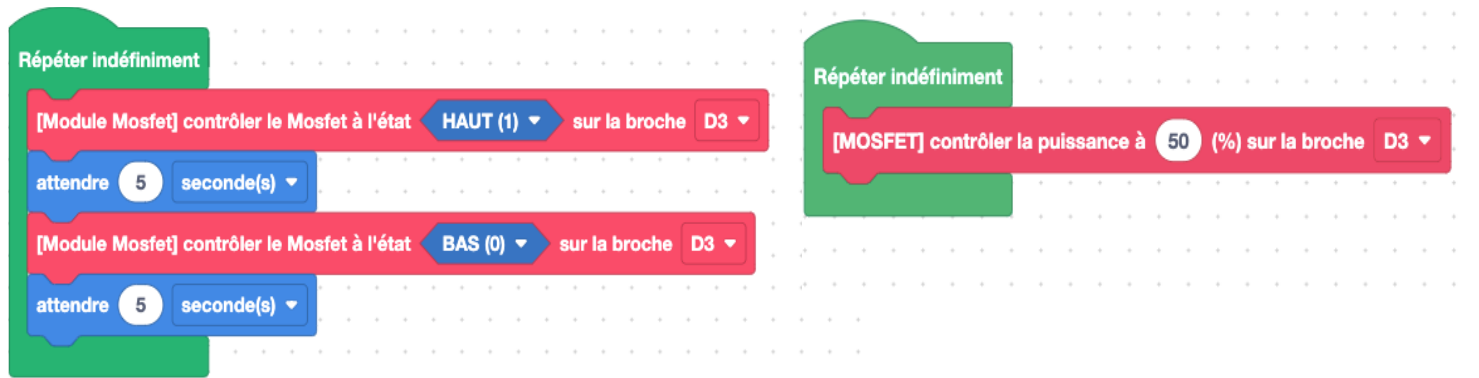 Répéter indéfiniment
[Module Mosfet] contrôler le Mosfet à l'état HAUT (1) sur la broche D3
attendre 5 seconde(s)
[Module Mosfet] contrôler le Mosfet à l'état BAS (0) sur la broche D3
attendre 5 seconde(s)
Répéter indéfiniment
[MOSFET] contrôler la puissance à 50 (%) sur la broche D3